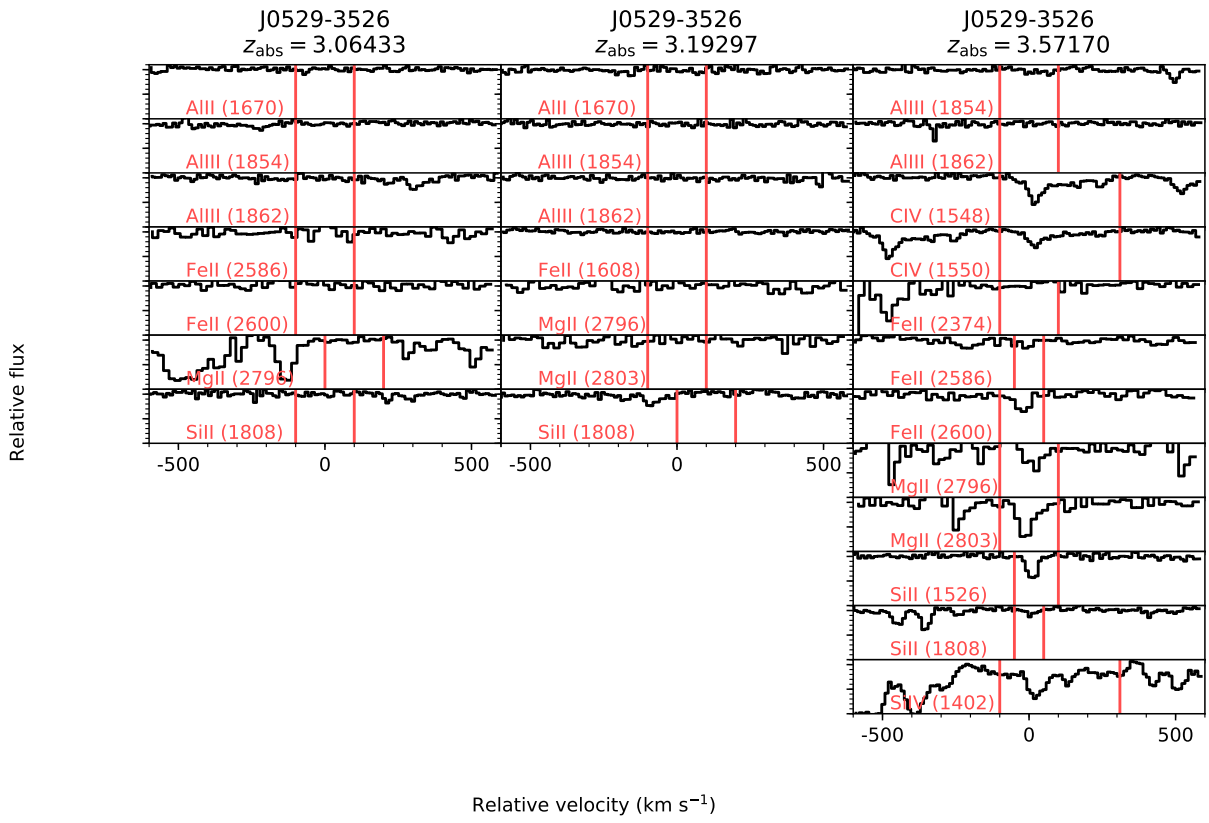 J0529-3526
z_abs = 3.06433
AlII (1670)
AlIII (1854)
AlIII (1862)
FeII (2586)
FeII (2600)
MgII (2796)
SiII (1808)
-500 0 500
J0529-3526
z_abs = 3.19297
AlII (1670)
AlIII (1854)
AlIII (1862)
FeII (1608)
MgII (2796)
MgII (2803)
SiII (1808)
-500 0 500
J0529-3526
z_abs = 3.57170
AlIII (1854)
AlIII (1862)
CIV (1548)
CIV (1550)
FeII (2374)
FeII (2586)
FeII (2600)
MgII (2796)
MgII (2803)
SiII (1526)
SiII (1808)
SiIV (1402)
-500 0 500
Relative flux
Relative velocity (km s⁻¹)